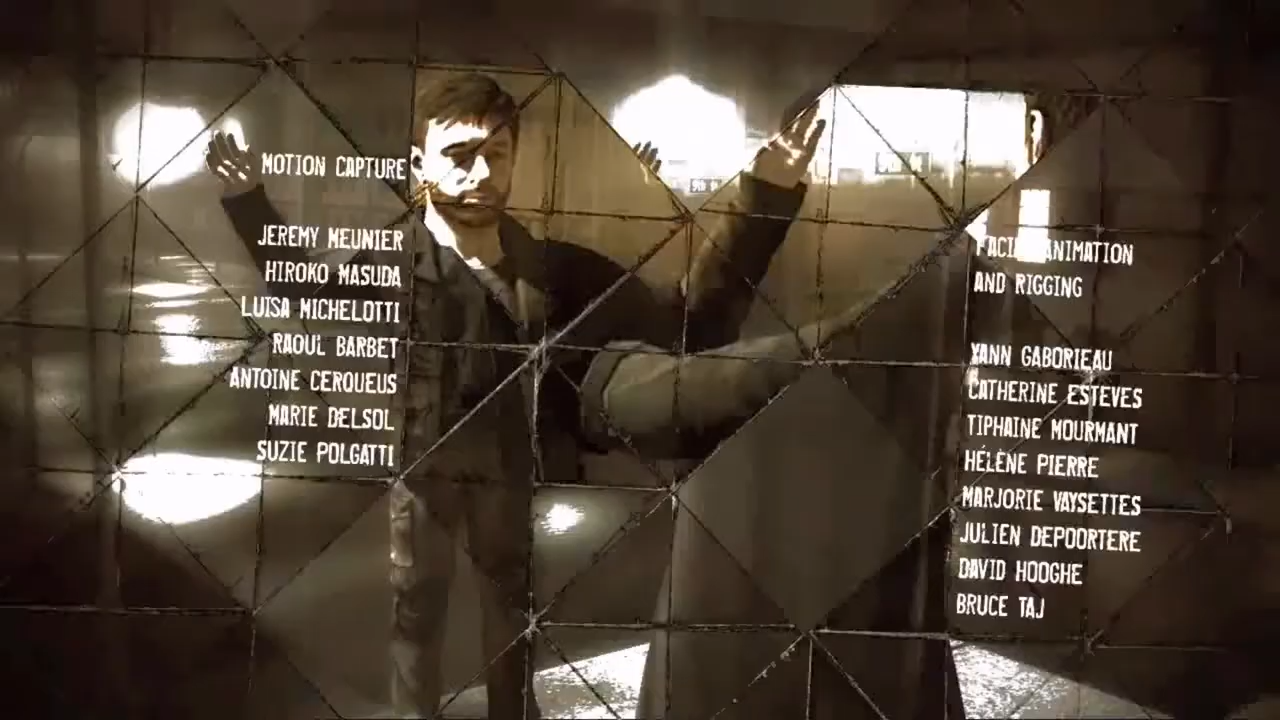 MOTION CAPTURE
JEREMY MEUNIER
HIROKO MASUDA
LUISA MICHELOTTI
RAOUL BARBET
ANTOINE CERQUEUS
MARIE DELSOL
SUZIE POLGATTI
FACIAL ANIMATION
AND RIGGING
YANN GABORIEAU
CATHERINE ESTEVES
TIPHAINE MOURMANT
HÉLÈNE PIERRE
MARJORIE VAYSETTES
JULIEN DEPOORTERE
DAVID HOOGHE
BRUCE TAJ